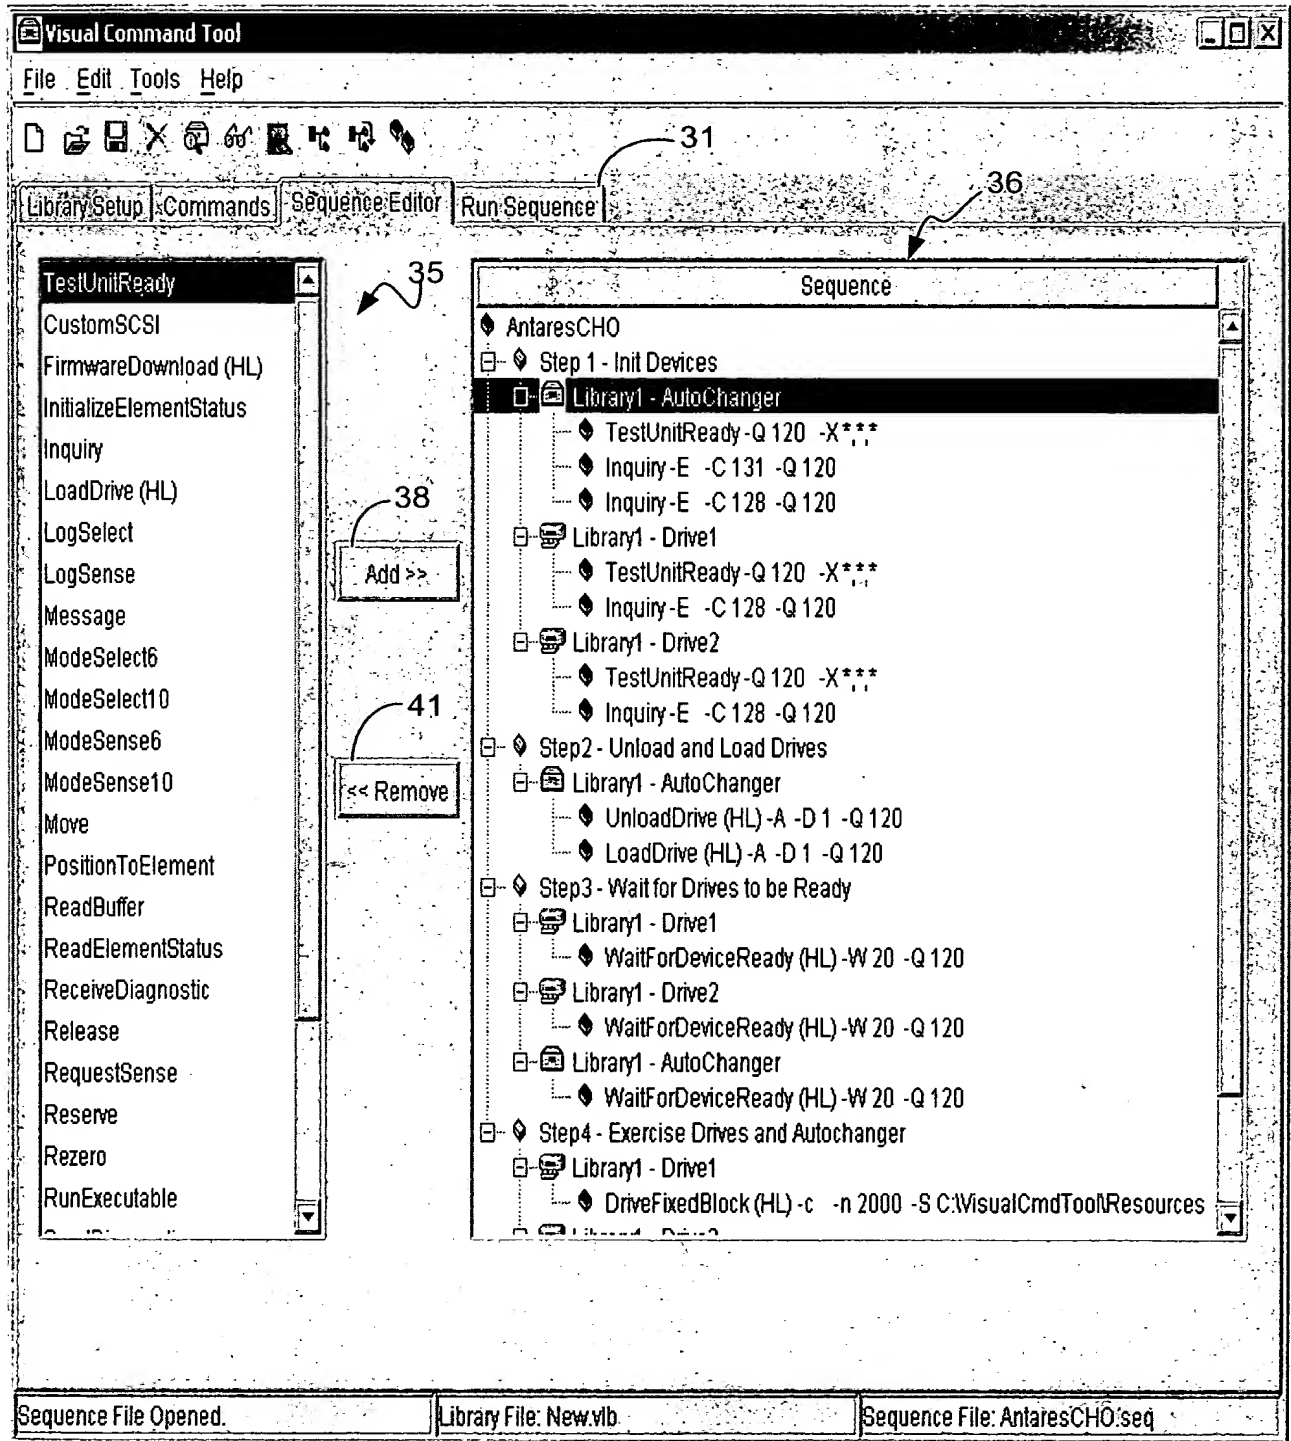 Visual Command Tool
File Edit Tools Help
31
Library Setup Commands Sequence Editor Run Sequence
36
35
TestUnitReady
CustomSCSI
FirmwareDownload (HL)
InitializeElementStatus
Inquiry
LoadDrive (HL)
LogSelect
LogSense
Message
ModeSelect6
ModeSelect10
ModeSense6
ModeSense10
Move
PositionToElement
ReadBuffer
ReadElementStatus
ReceiveDiagnostic
Release
RequestSense
Reserve
Rezero
RunExecutable
38
Add >>
41
<< Remove
Sequence
AntaresCHO
Step 1 - Init Devices
Library1 - AutoChanger
TestUnitReady -Q 120 -X *,*,*
Inquiry -E -C 131 -Q 120
Inquiry -E -C 128 -Q 120
Library1 - Drive1
TestUnitReady -Q 120 -X *,*,*
Inquiry -E -C 128 -Q 120
Library1 - Drive2
TestUnitReady -Q 120 -X *,*,*
Inquiry -E -C 128 -Q 120
Step2 - Unload and Load Drives
Library1 - AutoChanger
UnloadDrive (HL) -A -D 1 -Q 120
LoadDrive (HL) -A -D 1 -Q 120
Step3 - Wait for Drives to be Ready
Library1 - Drive1
WaitForDeviceReady (HL) -W 20 -Q 120
Library1 - Drive2
WaitForDeviceReady (HL) -W 20 -Q 120
Library1 - AutoChanger
WaitForDeviceReady (HL) -W 20 -Q 120
Step4 - Exercise Drives and Autochanger
Library1 - Drive1
DriveFixedBlock (HL) -c -n 2000 -S C:\VisualCmdTool\Resources
Sequence File Opened.
Library File: New.vlb
Sequence File: AntaresCHO.seq